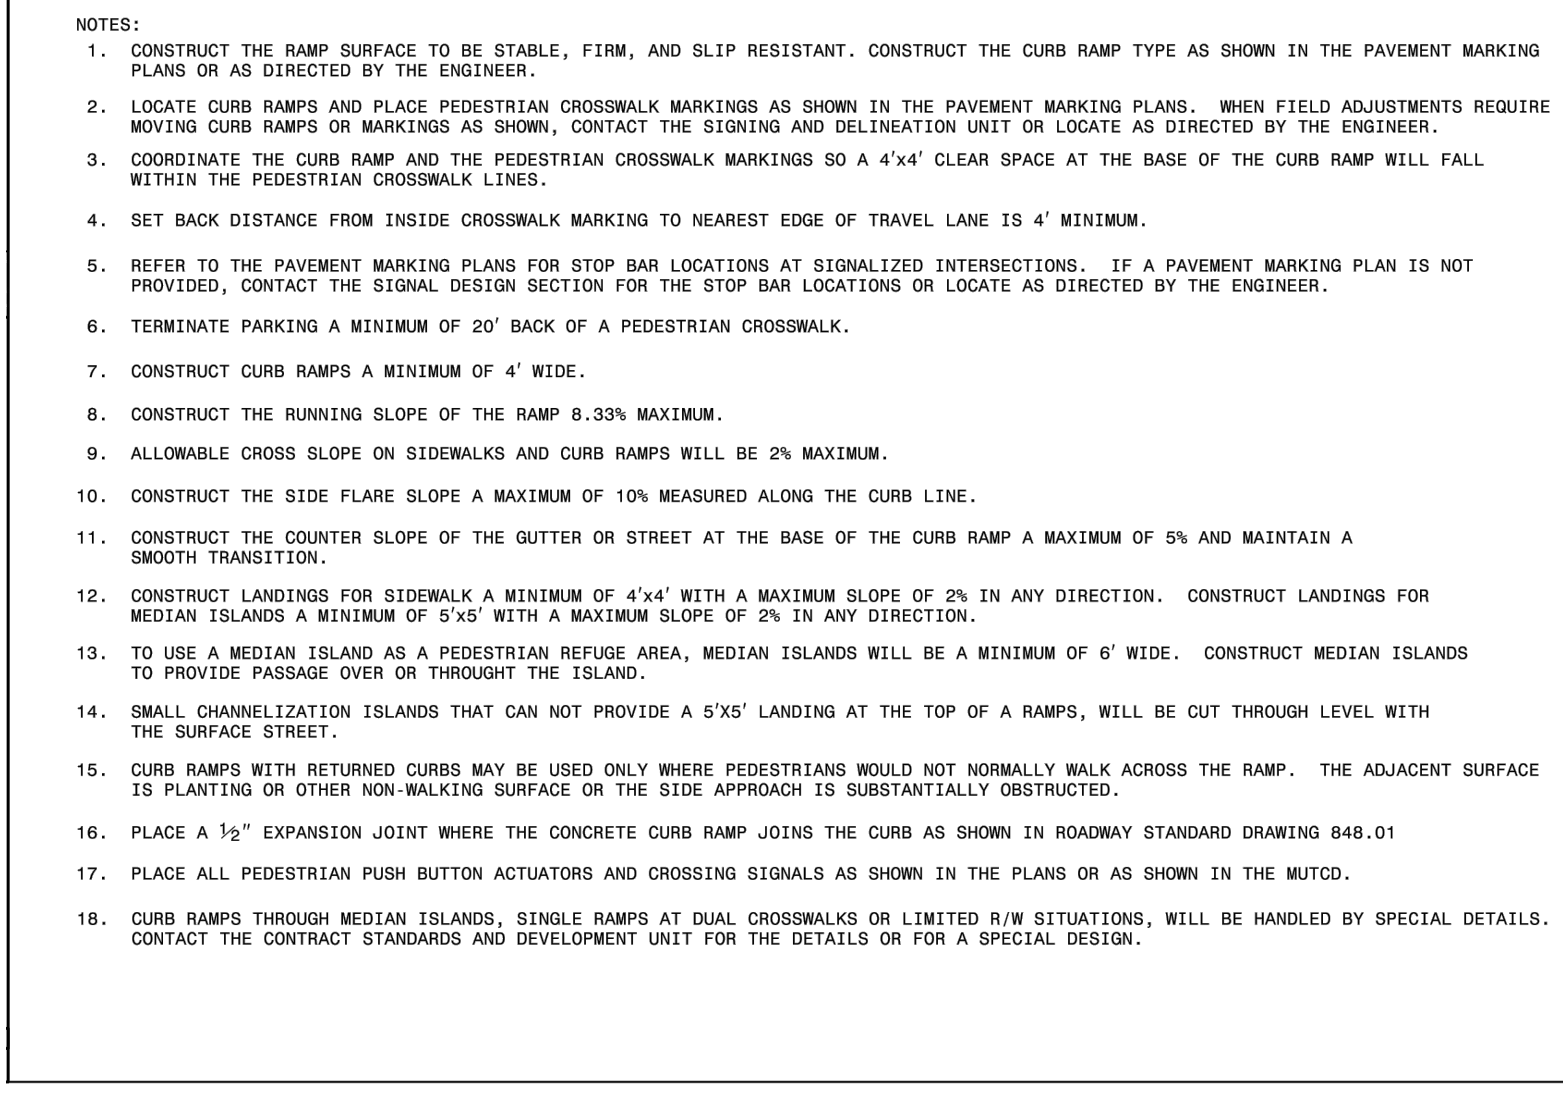 NOTES:
1. CONSTRUCT THE RAMP SURFACE TO BE STABLE, FIRM, AND SLIP RESISTANT. CONSTRUCT THE CURB RAMP TYPE AS SHOWN IN THE PAVEMENT MARKING
PLANS OR AS DIRECTED BY THE ENGINEER.
2. LOCATE CURB RAMPS AND PLACE PEDESTRIAN CROSSWALK MARKINGS AS SHOWN IN THE PAVEMENT MARKING PLANS. WHEN FIELD ADJUSTMENTS REQUIRE
MOVING CURB RAMPS OR MARKINGS AS SHOWN, CONTACT THE SIGNING AND DELINEATION UNIT OR LOCATE AS DIRECTED BY THE ENGINEER.
3. COORDINATE THE CURB RAMP AND THE PEDESTRIAN CROSSWALK MARKINGS SO A 4'x4' CLEAR SPACE AT THE BASE OF THE CURB RAMP WILL FALL
WITHIN THE PEDESTRIAN CROSSWALK LINES.
4. SET BACK DISTANCE FROM INSIDE CROSSWALK MARKING TO NEAREST EDGE OF TRAVEL LANE IS 4' MINIMUM.
5. REFER TO THE PAVEMENT MARKING PLANS FOR STOP BAR LOCATIONS AT SIGNALIZED INTERSECTIONS. IF A PAVEMENT MARKING PLAN IS NOT
PROVIDED, CONTACT THE SIGNAL DESIGN SECTION FOR THE STOP BAR LOCATIONS OR LOCATE AS DIRECTED BY THE ENGINEER.
6. TERMINATE PARKING A MINIMUM OF 20' BACK OF A PEDESTRIAN CROSSWALK.
7. CONSTRUCT CURB RAMPS A MINIMUM OF 4' WIDE.
8. CONSTRUCT THE RUNNING SLOPE OF THE RAMP 8.33% MAXIMUM.
9. ALLOWABLE CROSS SLOPE ON SIDEWALKS AND CURB RAMPS WILL BE 2% MAXIMUM.
10. CONSTRUCT THE SIDE FLARE SLOPE A MAXIMUM OF 10% MEASURED ALONG THE CURB LINE.
11. CONSTRUCT THE COUNTER SLOPE OF THE GUTTER OR STREET AT THE BASE OF THE CURB RAMP A MAXIMUM OF 5% AND MAINTAIN A
SMOOTH TRANSITION.
12. CONSTRUCT LANDINGS FOR SIDEWALK A MINIMUM OF 4'x4' WITH A MAXIMUM SLOPE OF 2% IN ANY DIRECTION. CONSTRUCT LANDINGS FOR
MEDIAN ISLANDS A MINIMUM OF 5'x5' WITH A MAXIMUM SLOPE OF 2% IN ANY DIRECTION.
13. TO USE A MEDIAN ISLAND AS A PEDESTRIAN REFUGE AREA, MEDIAN ISLANDS WILL BE A MINIMUM OF 6' WIDE. CONSTRUCT MEDIAN ISLANDS
TO PROVIDE PASSAGE OVER OR THROUGHT THE ISLAND.
14. SMALL CHANNELIZATION ISLANDS THAT CAN NOT PROVIDE A 5'X5' LANDING AT THE TOP OF A RAMPS, WILL BE CUT THROUGH LEVEL WITH
THE SURFACE STREET.
15. CURB RAMPS WITH RETURNED CURBS MAY BE USED ONLY WHERE PEDESTRIANS WOULD NOT NORMALLY WALK ACROSS THE RAMP. THE ADJACENT SURFACE
IS PLANTING OR OTHER NON-WALKING SURFACE OR THE SIDE APPROACH IS SUBSTANTIALLY OBSTRUCTED.
16. PLACE A ½" EXPANSION JOINT WHERE THE CONCRETE CURB RAMP JOINS THE CURB AS SHOWN IN ROADWAY STANDARD DRAWING 848.01
17. PLACE ALL PEDESTRIAN PUSH BUTTON ACTUATORS AND CROSSING SIGNALS AS SHOWN IN THE PLANS OR AS SHOWN IN THE MUTCD.
18. CURB RAMPS THROUGH MEDIAN ISLANDS, SINGLE RAMPS AT DUAL CROSSWALKS OR LIMITED R/W SITUATIONS, WILL BE HANDLED BY SPECIAL DETAILS.
CONTACT THE CONTRACT STANDARDS AND DEVELOPMENT UNIT FOR THE DETAILS OR FOR A SPECIAL DESIGN.